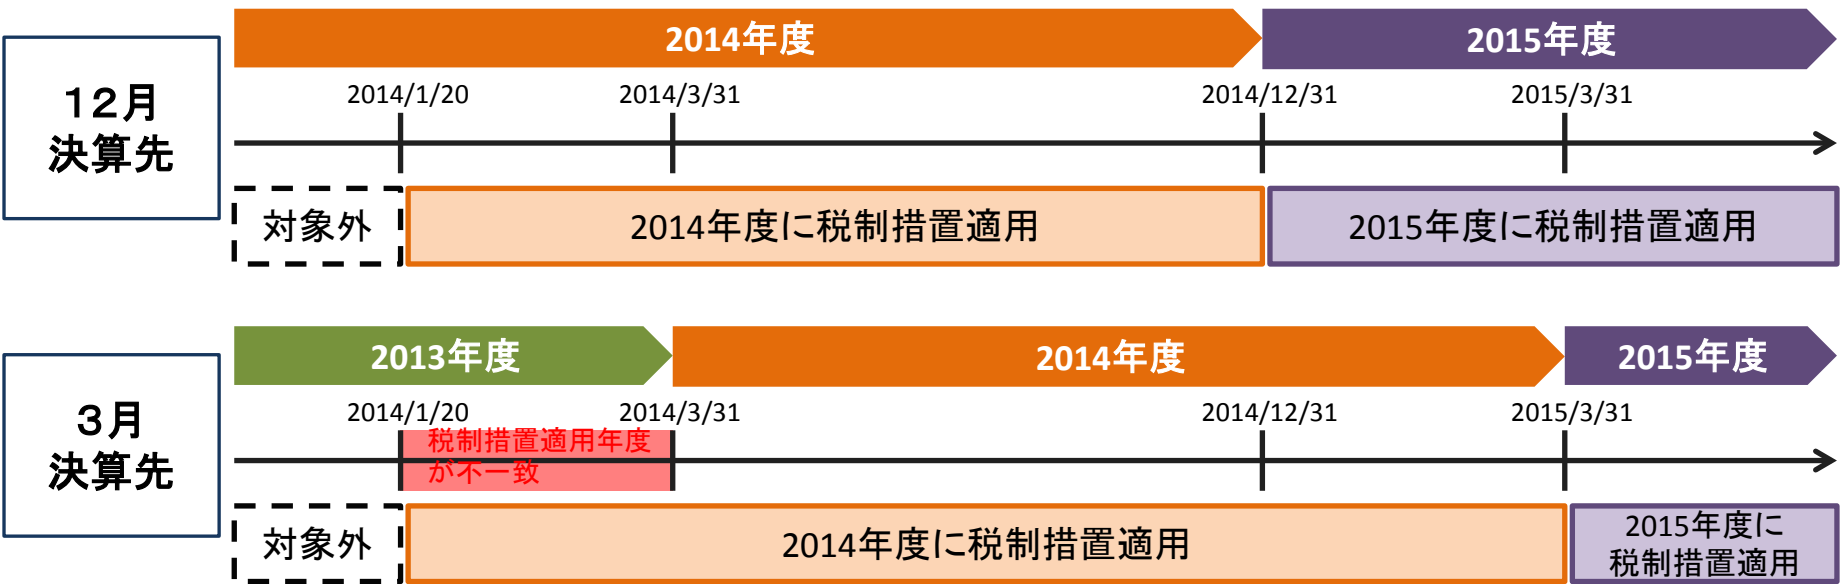 2014年度
2015年度
12月
決算先
2014/1/20
2014/3/31
2014/12/31
2015/3/31
対象外
2014年度に税制措置適用
2015年度に税制措置適用
2013年度
2014年度
2015年度
3月
決算先
2014/1/20
2014/3/31
2014/12/31
2015/3/31
税制措置適用年度
が不一致
対象外
2014年度に税制措置適用
2015年度に
税制措置適用